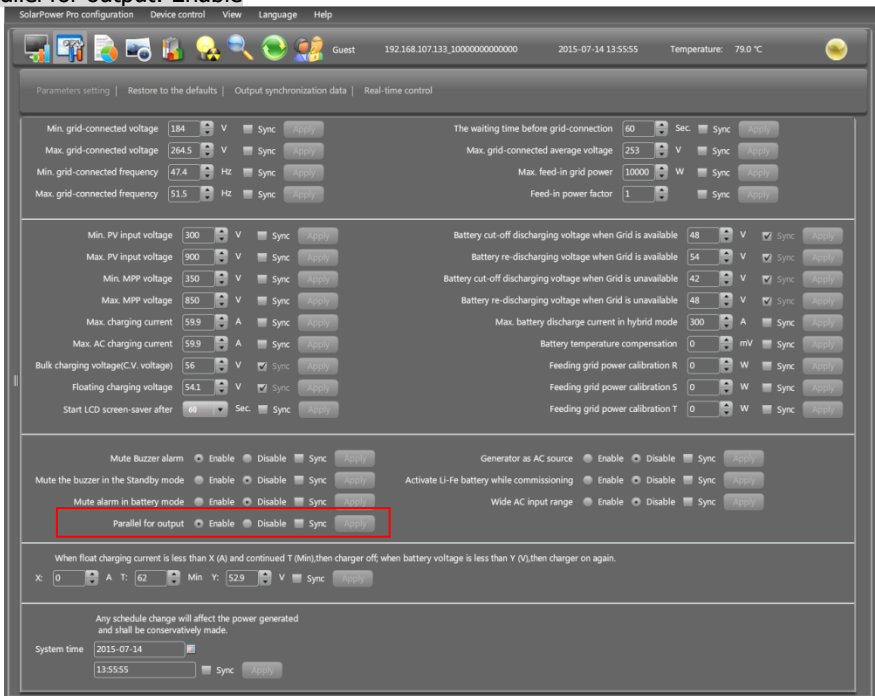 allel for output: Enable
SolarPower Pro configuration Device control View Language Help
Guest 192.168.107.133_10000000000000 2015-07-14 13:55:55 Temperature: 79.0 ℃
Parameters setting | Restore to the defaults | Output synchronization data | Real-time control
Min. grid-connected voltage 184 V Sync Apply The waiting time before grid-connection 60 Sec. Sync Apply
Max. grid-connected voltage 264.5 V Sync Apply Max. grid-connected average voltage 253 V Sync Apply
Min. grid-connected frequency 47.4 Hz Sync Apply Max. feed-in grid power 10000 W Sync Apply
Max. grid-connected frequency 51.5 Hz Sync Apply Feed-in power factor 1 Sync Apply
Min. PV input voltage 300 V Sync Apply Battery cut-off discharging voltage when Grid is available 48 V Sync Apply
Max. PV input voltage 900 V Sync Apply Battery re-discharging voltage when Grid is available 54 V Sync Apply
Min. MPP voltage 350 V Sync Apply Battery cut-off discharging voltage when Grid is unavailable 42 V Sync Apply
Max. MPP voltage 850 V Sync Apply Battery re-discharging voltage when Grid is unavailable 48 V Sync Apply
Max. charging current 59.9 A Sync Apply Max. battery discharge current in hybrid mode 300 A Sync Apply
Max. AC charging current 59.9 A Sync Apply Battery temperature compensation 0 mV Sync Apply
Bulk charging voltage(C.V. voltage) 56 V Sync Apply Feeding grid power calibration R 0 W Sync Apply
Floating charging voltage 54.1 V Sync Apply Feeding grid power calibration S 0 W Sync Apply
Start LCD screen-saver after 60 Sec. Sync Apply Feeding grid power calibration T 0 W Sync Apply
Mute Buzzer alarm Enable Disable Sync Apply Generator as AC source Enable Disable Sync Apply
Mute the buzzer in the Standby mode Enable Disable Sync Apply Activate Li-Fe battery while commissioning Enable Disable Sync Apply
Mute alarm in battery mode Enable Disable Sync Apply Wide AC input range Enable Disable Sync Apply
Parallel for output Enable Disable Sync Apply
When float charging current is less than X (A) and continued T (Min),then charger off; when battery voltage is less than Y (V),then charger on again.
X: 0 A T: 62 Min Y: 52.9 V Sync Apply
Any schedule change will affect the power generated
and shall be conservatively made.
System time 2015-07-14
13:55:55 Sync Apply